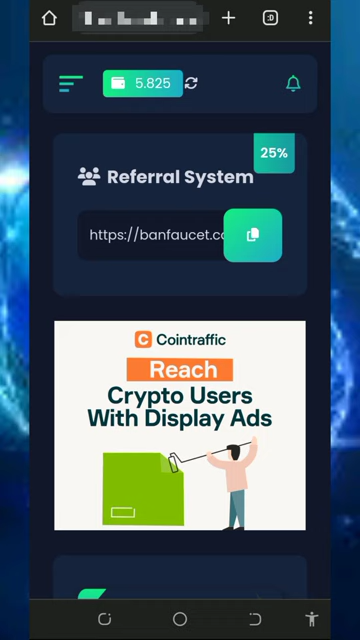 :D
5.825
25%
Referral System
https://banfaucet.co
C Cointraffic
Reach
Crypto Users
With Display Ads